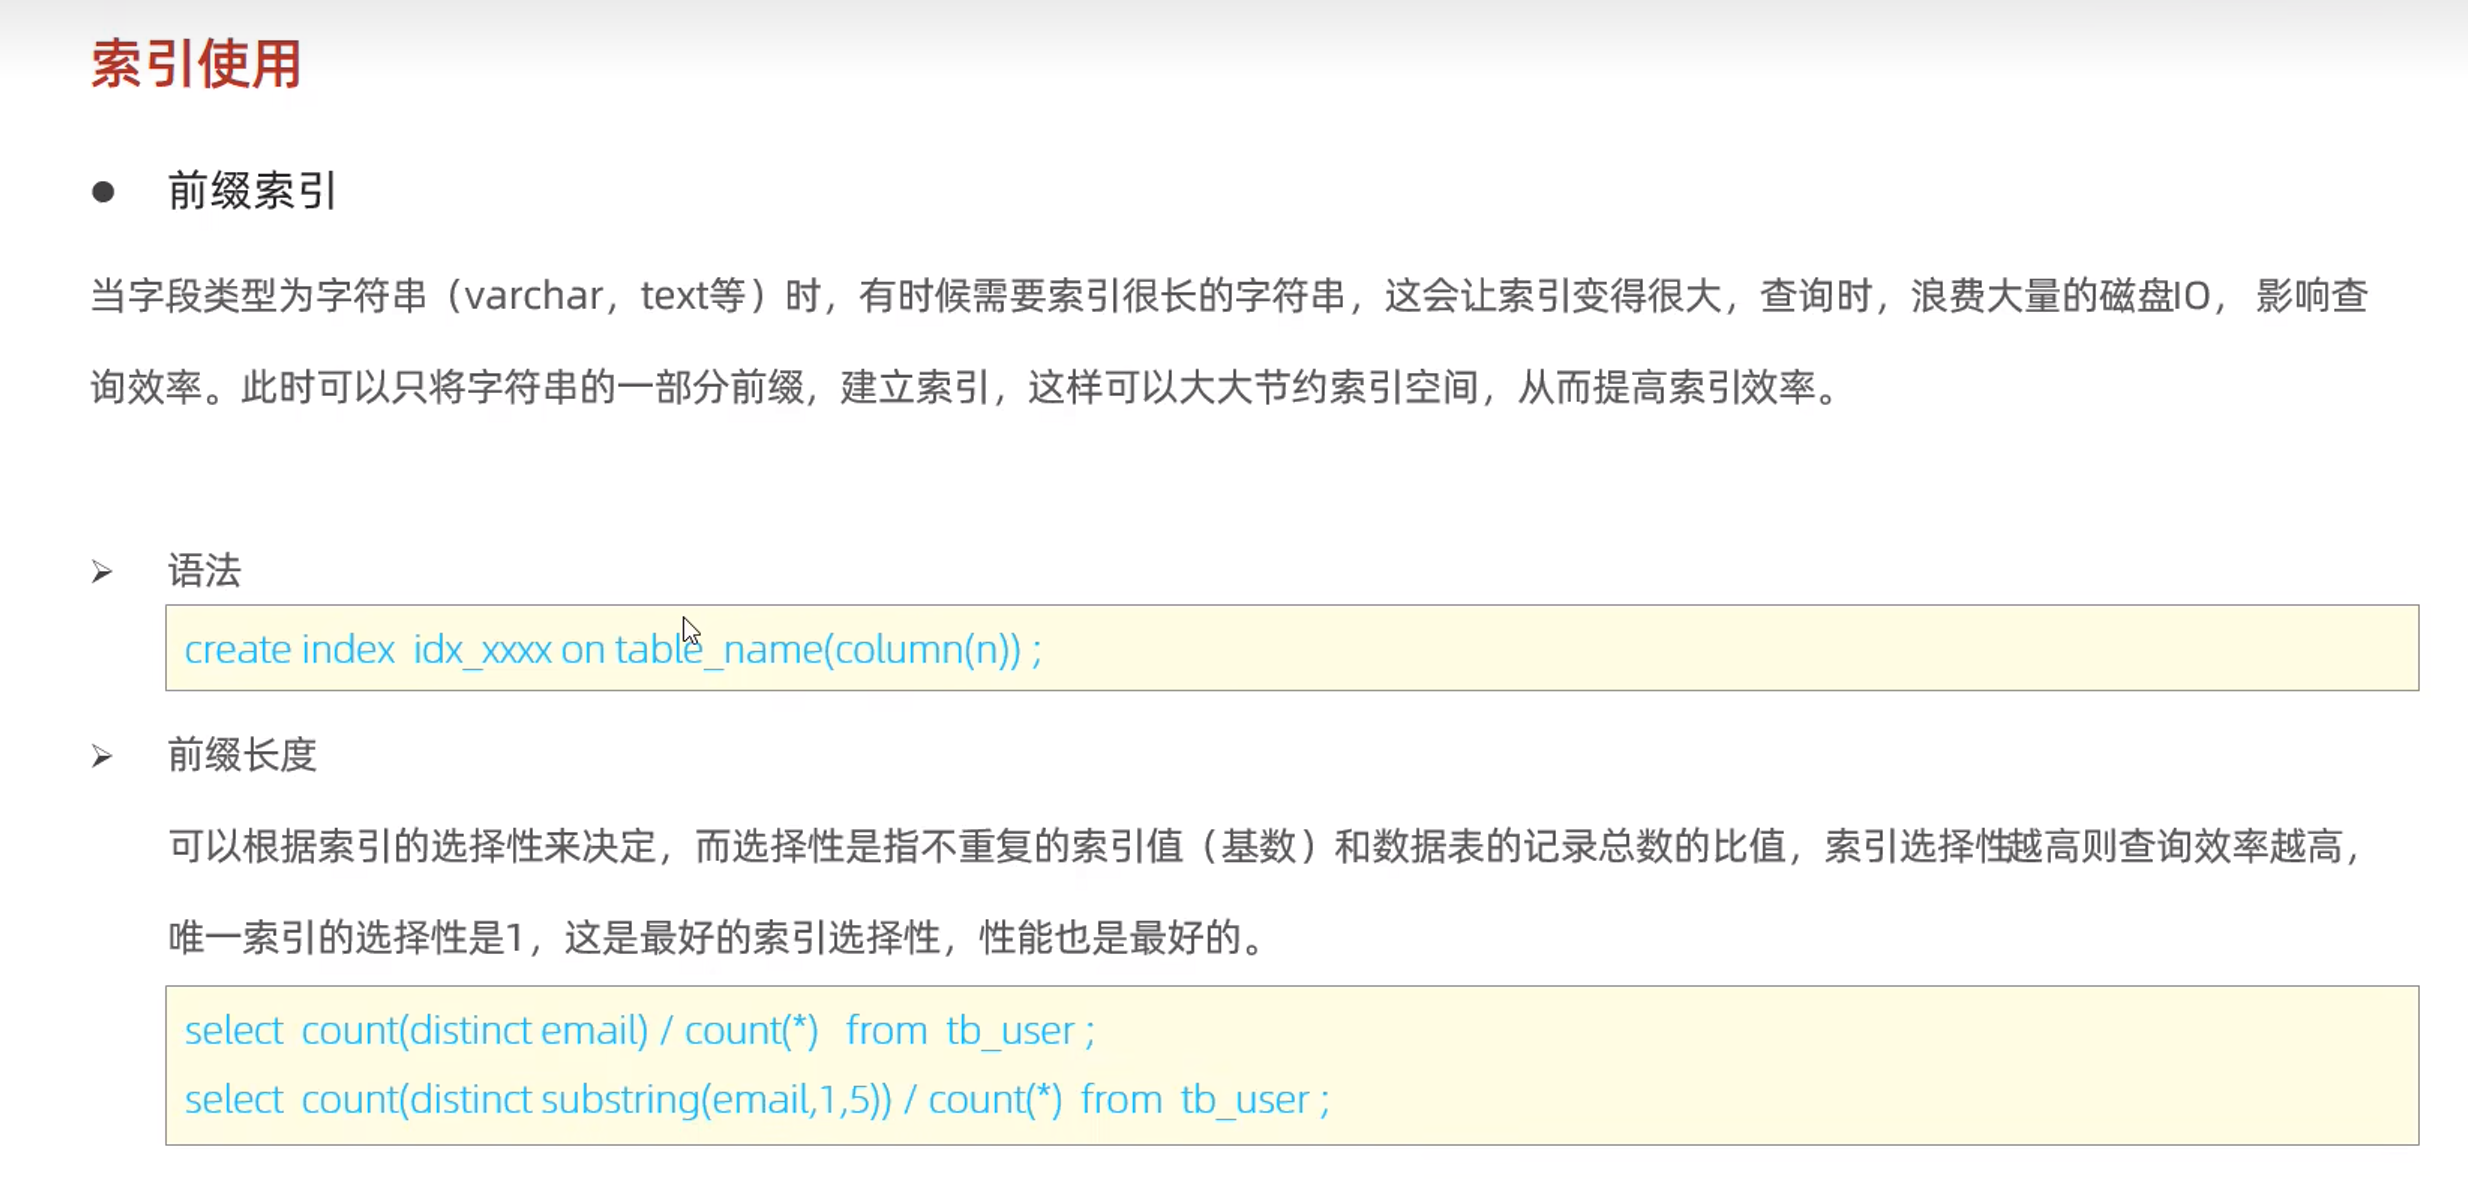 索引使用
● 前缀索引
当字段类型为字符串（varchar，text等）时，有时候需要索引很长的字符串，这会让索引变得很大，查询时，浪费大量的磁盘IO， 影响查
询效率。此时可以只将字符串的一部分前缀，建立索引，这样可以大大节约索引空间，从而提高索引效率。
➢ 语法
create index idx_xxxx on table_name(column(n)) ;
➢ 前缀长度
可以根据索引的选择性来决定，而选择性是指不重复的索引值（基数）和数据表的记录总数的比值，索引选择性越高则查询效率越高，
唯一索引的选择性是1，这是最好的索引选择性，性能也是最好的。
select count(distinct email) / count(*) from tb_user ;
select count(distinct substring(email,1,5)) / count(*) from tb_user ;